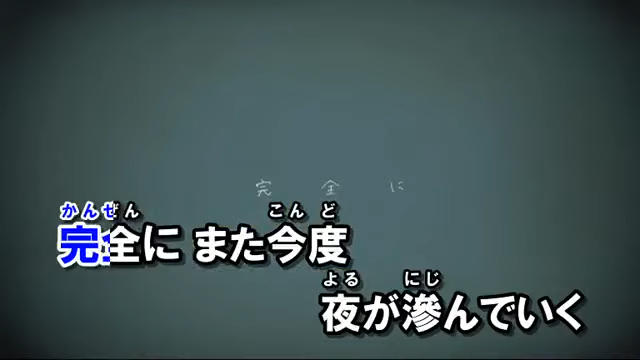 完 全 に
かんぜん こん ど
完全に また今度
よる にじ
夜が滲んでいく